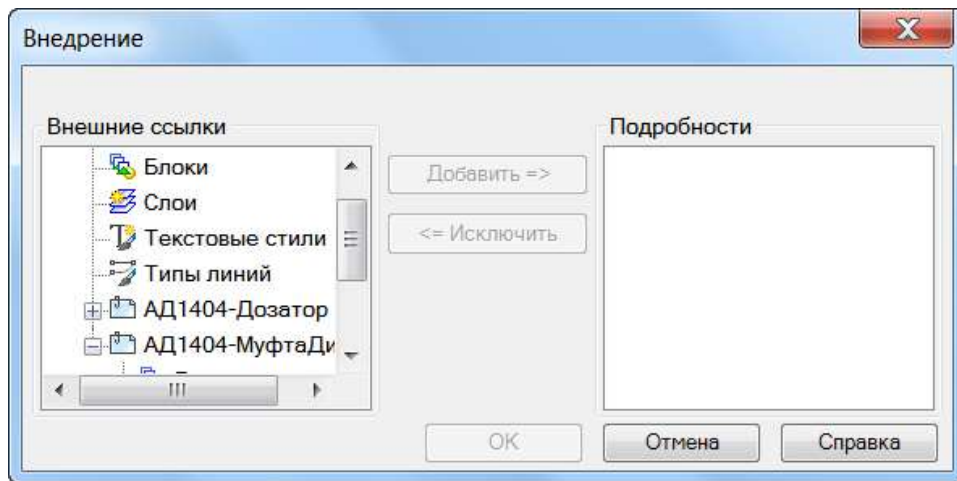 Внедрение
Внешние ссылки
Блоки
Слои
Текстовые стили
Типы линий
АД1404-Дозатор
АД1404-МуфтаДи
Добавить =>
<= Исключить
Подробности
OK
Отмена
Справка